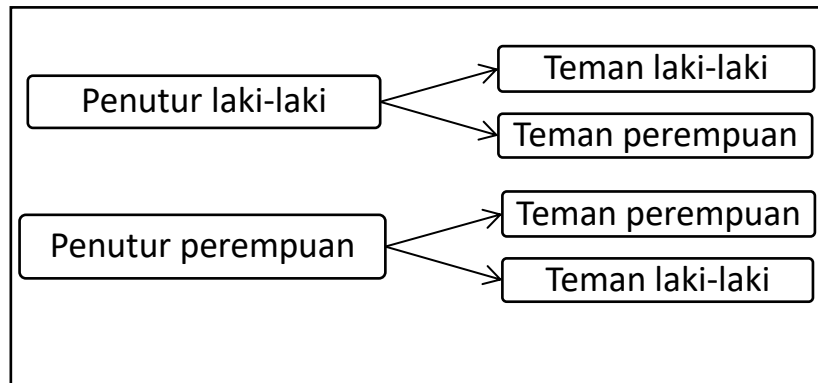 Penutur laki-laki
Teman laki-laki
Teman perempuan
Penutur perempuan
Teman perempuan
Teman laki-laki